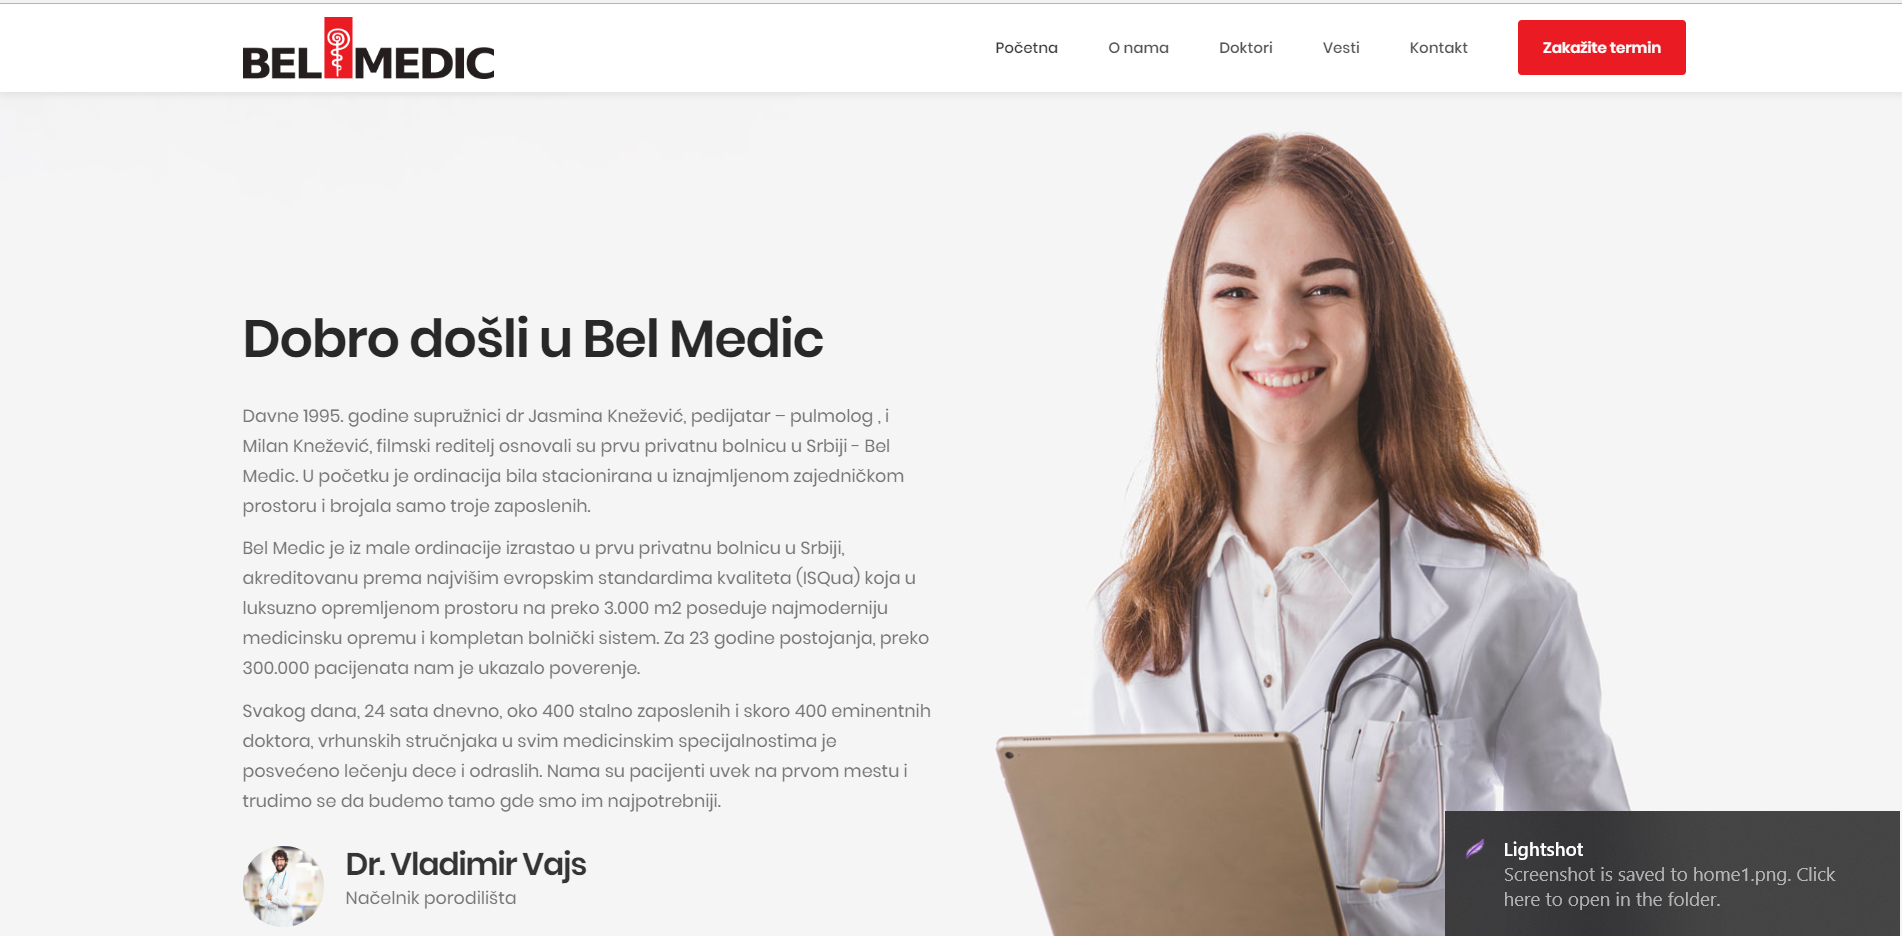 BEL MEDIC
Početna
O nama
Doktori
Vesti
Kontakt
Zakažite termin
Dobro došli u Bel Medic
Davne 1995. godine supružnici dr Jasmina Knežević, pedijatar – pulmolog , i
Milan Knežević, filmski reditelj osnovali su prvu privatnu bolnicu u Srbiji - Bel
Medic. U početku je ordinacija bila stacionirana u iznajmljenom zajedničkom
prostoru i brojala samo troje zaposlenih.
Bel Medic je iz male ordinacije izrastao u prvu privatnu bolnicu u Srbiji,
akreditovanu prema najvišim evropskim standardima kvaliteta (ISQua) koja u
luksuzno opremljenom prostoru na preko 3.000 m2 poseduje najmoderniju
medicinsku opremu i kompletan bolnički sistem. Za 23 godine postojanja, preko
300.000 pacijenata nam je ukazalo poverenje.
Svakog dana, 24 sata dnevno, oko 400 stalno zaposlenih i skoro 400 eminentnih
doktora, vrhunskih stručnjaka u svim medicinskim specijalnostima je
posvećeno lečenju dece i odraslih. Nama su pacijenti uvek na prvom mestu i
trudimo se da budemo tamo gde smo im najpotrebniji.
Dr. Vladimir Vajs
Načelnik porodilišta
Lightshot
Screenshot is saved to home1.png. Click
here to open in the folder.